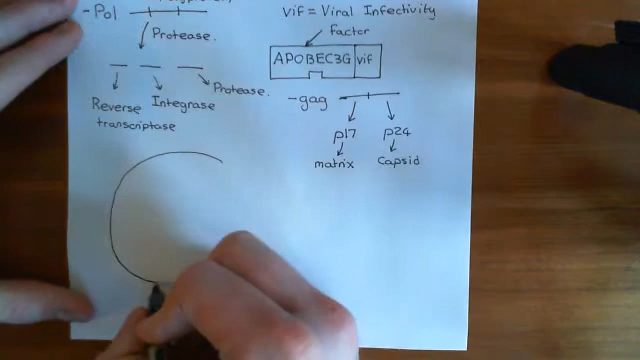 -Pol
Protease.
Reverse
transcriptase
Integrase
Protease.
Vif = Viral Infectivity
factor
APOBEC3G vif
-gag
p17
p24
matrix
Capsid